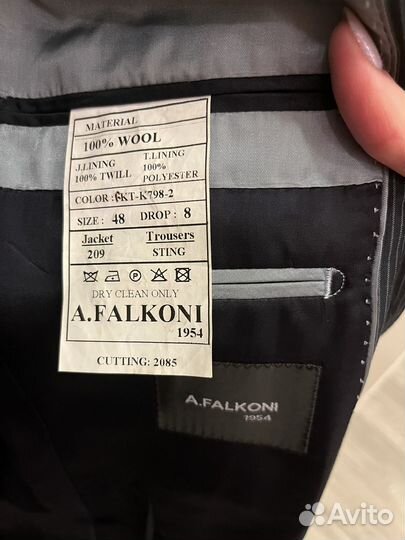 MATERIAL
100% WOOL
J.LINING T.LINING
100% TWILL 100% POLYESTER
COLOR : FKT-K798-2
SIZE : 48 DROP : 8
Jacket Trousers
209 STING
DRY CLEAN ONLY
A.FALKONI
1954
CUTTING: 2085
A.FALKONI
1954
Avito